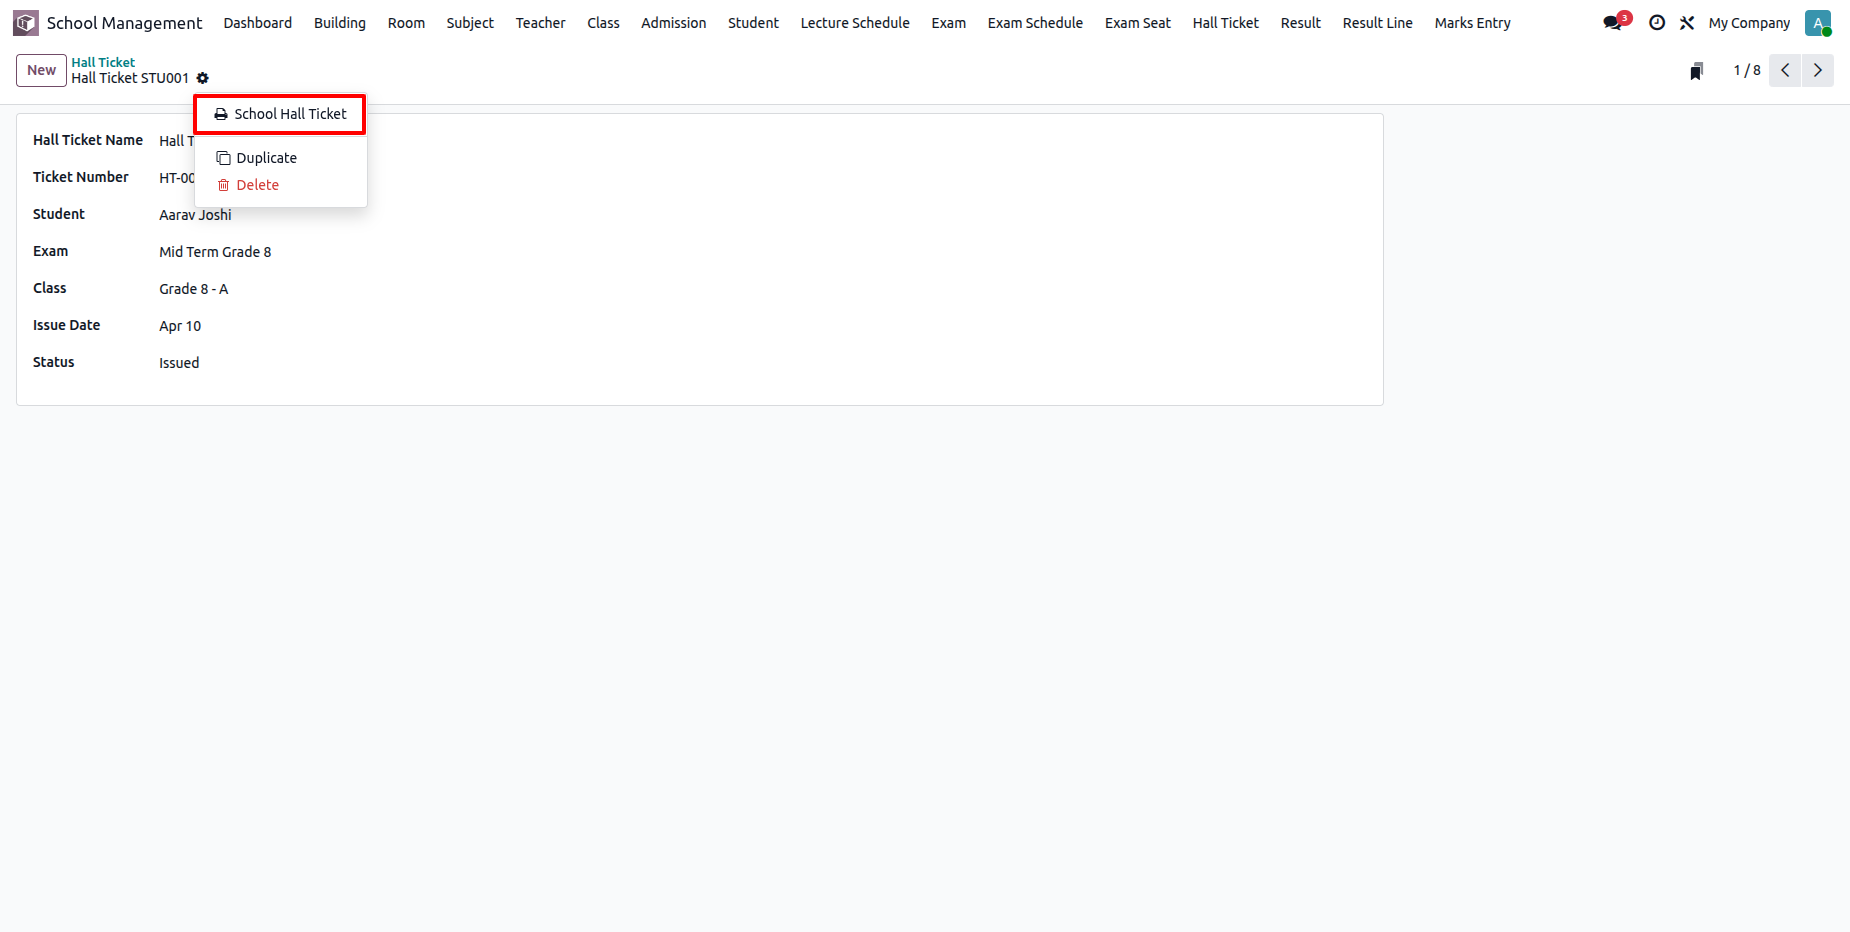 School Management Dashboard Building Room Subject Teacher Class Admission Student Lecture Schedule Exam Exam Schedule Exam Seat Hall Ticket Result Result Line Marks Entry 3 My Company A
New Hall Ticket
Hall Ticket STU001 1 / 8
School Hall Ticket
Hall Ticket Name Hall T
Duplicate
Ticket Number HT-00
Delete
Student Aarav Joshi
Exam Mid Term Grade 8
Class Grade 8 - A
Issue Date Apr 10
Status Issued